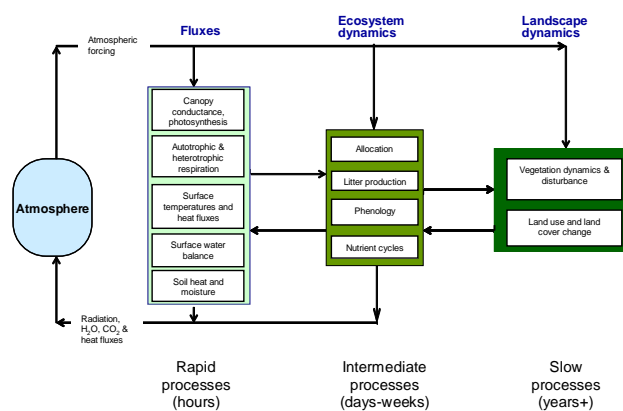 Fluxes
Ecosystem
dynamics
Landscape
dynamics
Atmospheric
forcing
Canopy
conductance,
photosynthesis
Autotrophic &
heterotrophic
respiration
Surface
temperatures and
heat fluxes
Surface water
balance
Soil heat and
moisture
Allocation
Litter production
Phenology
Nutrient cycles
Vegetation dynamics &
disturbance
Land use and land
cover change
Atmosphere
Radiation,
H2O, CO2 &
heat fluxes
Rapid
processes
(hours)
Intermediate
processes
(days-weeks)
Slow
processes
(years+)